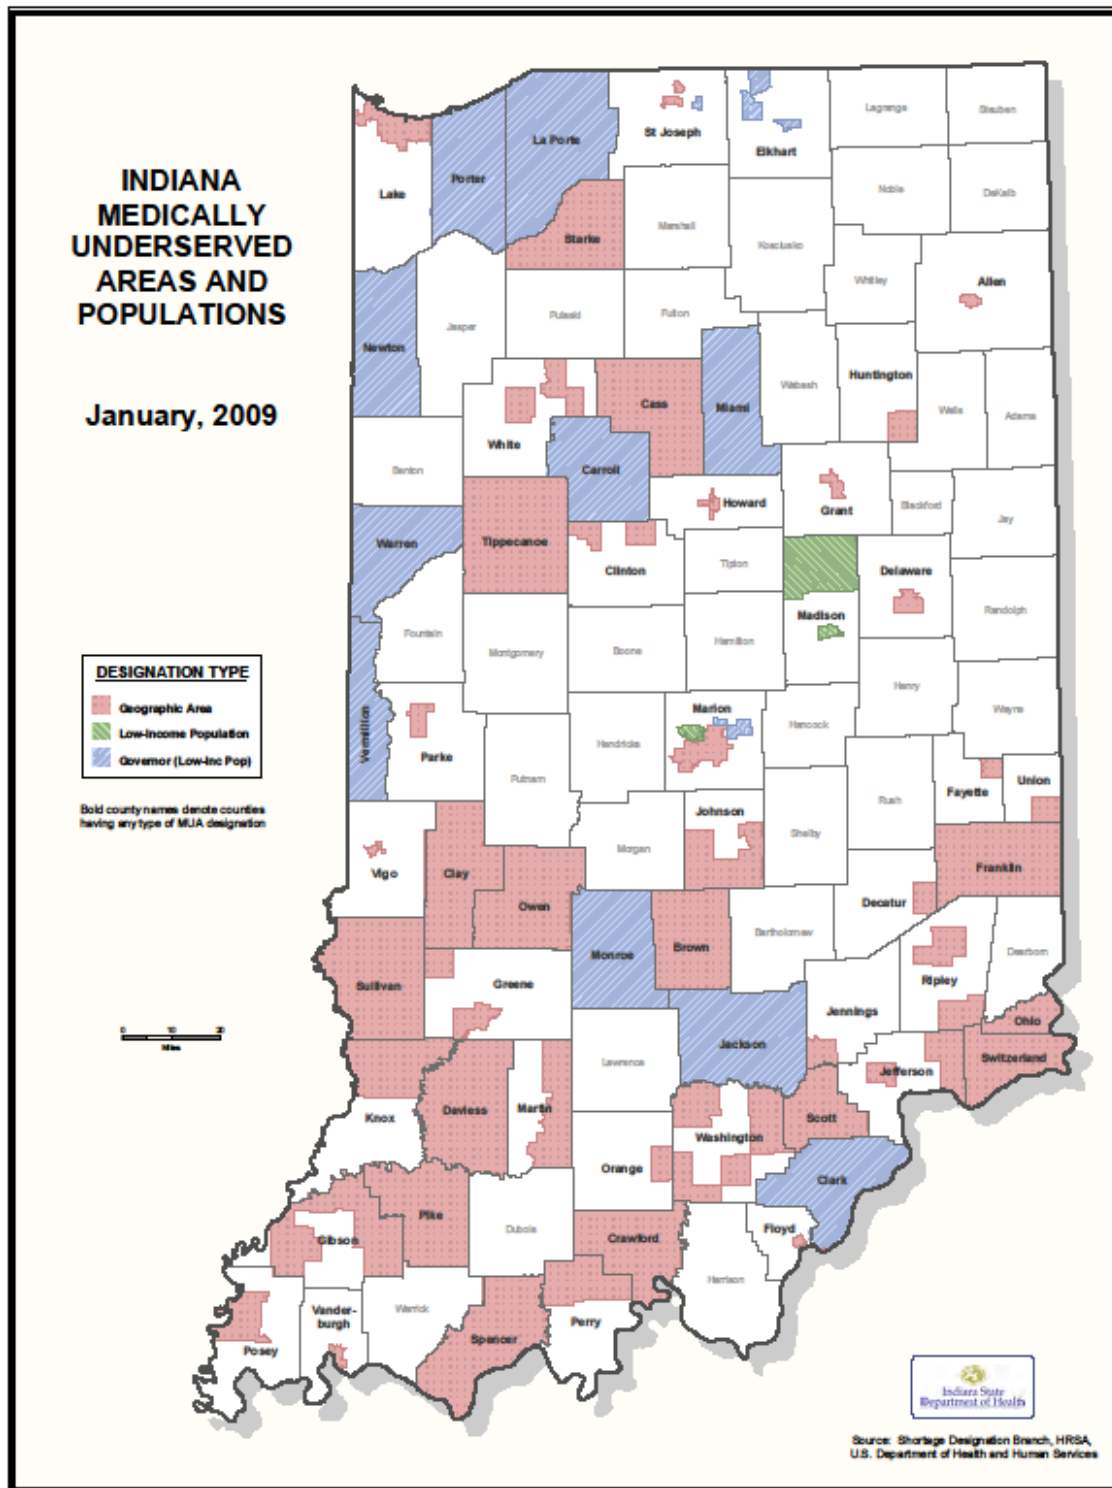 INDIANA
MEDICALLY
UNDERSERVED
AREAS AND
POPULATIONS
January, 2009
DESIGNATION TYPE
Geographic Area
Low-Income Population
Governor (Low-Inc Pop)
Bold county names denote counties
having any type of MUA designation
0 10 20
Miles
Lake
Porter
La Porte
St Joseph
Elkhart
Lagrange
Steuben
Starke
Marshall
Kosciusko
Noble
DeKalb
Newton
Jasper
Pulaski
Fulton
Whitley
Allen
White
Cass
Miami
Wabash
Huntington
Wells
Adams
Benton
Carroll
Howard
Grant
Blackford
Jay
Warren
Tippecanoe
Clinton
Tipton
Madison
Delaware
Randolph
Fountain
Montgomery
Boone
Hamilton
Henry
Wayne
Vermillion
Parke
Putnam
Hendricks
Marion
Hancock
Rush
Fayette
Union
Vigo
Clay
Owen
Morgan
Johnson
Shelby
Decatur
Franklin
Sullivan
Greene
Monroe
Brown
Bartholomew
Jennings
Ripley
Dearborn
Ohio
Switzerland
Knox
Daviess
Martin
Lawrence
Jackson
Jefferson
Scott
Orange
Washington
Clark
Gibson
Pike
Dubois
Crawford
Floyd
Harrison
Posey
Vander-
burgh
Warrick
Spencer
Perry
Indiana State
Department of Health
Source: Shortage Designation Branch, HRSA,
U.S. Department of Health and Human Services